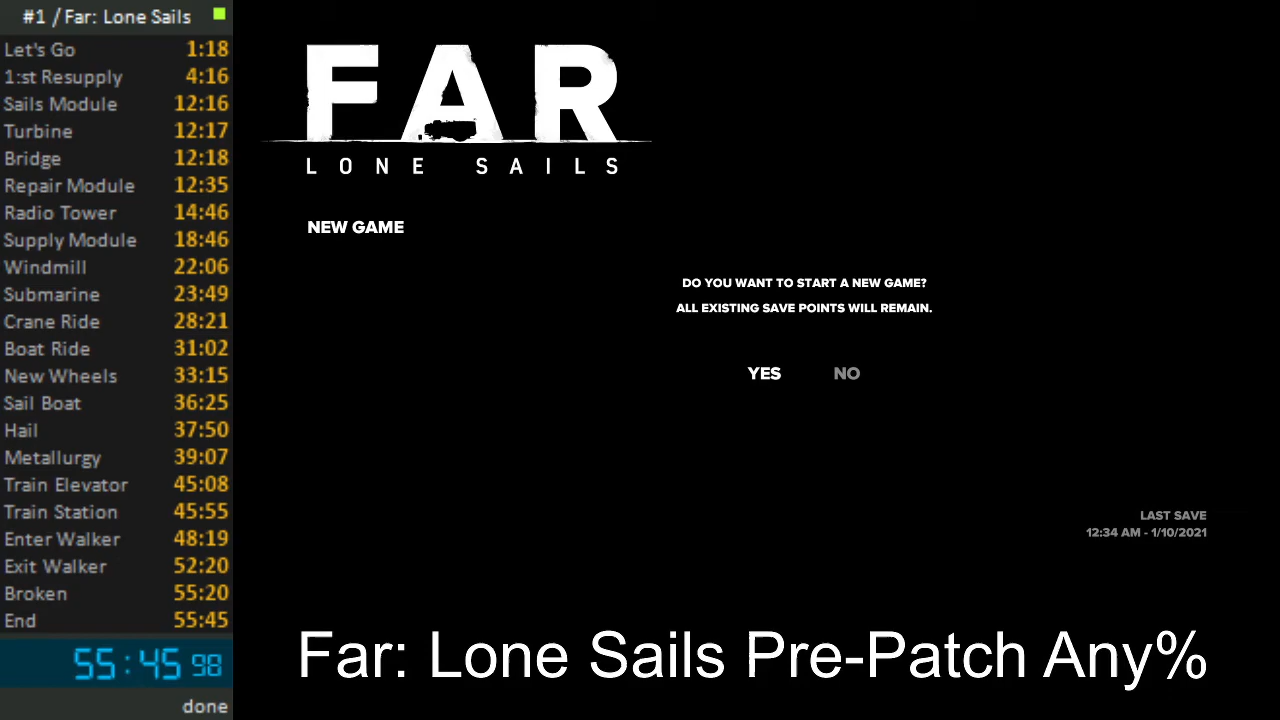 #1 / Far: Lone Sails
Let's Go 1:18
1:st Resupply 4:16
Sails Module 12:16
Turbine 12:17
Bridge 12:18
Repair Module 12:35
Radio Tower 14:46
Supply Module 18:46
Windmill 22:06
Submarine 23:49
Crane Ride 28:21
Boat Ride 31:02
New Wheels 33:15
Sail Boat 36:25
Hail 37:50
Metallurgy 39:07
Train Elevator 45:08
Train Station 45:55
Enter Walker 48:19
Exit Walker 52:20
Broken 55:20
End 55:45
55:45 98
done
FAR
LONE SAILS
NEW GAME
DO YOU WANT TO START A NEW GAME?
ALL EXISTING SAVE POINTS WILL REMAIN.
YES NO
LAST SAVE
12:34 AM - 1/10/2021
Far: Lone Sails Pre-Patch Any%